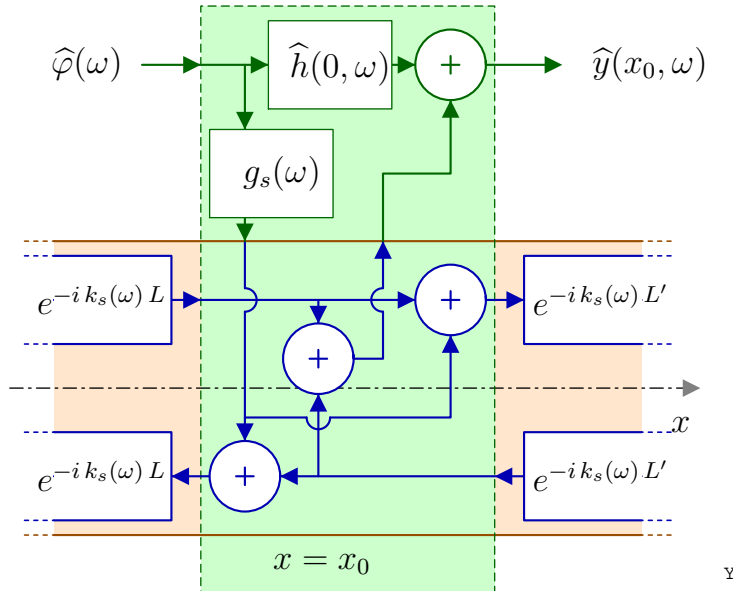 φ̂(ω) ĥ(0, ω) + ŷ(x₀, ω)
g_s(ω)
e^{-i k_s(ω) L} + e^{-i k_s(ω) L′}
+
x
e^{-i k_s(ω) L} + e^{-i k_s(ω) L′}
x = x₀
Y